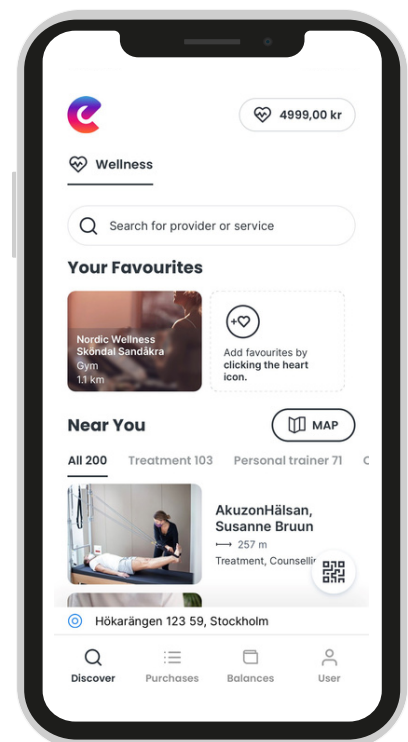 4999,00 kr
Wellness
Search for provider or service
Your Favourites
Nordic Wellness
Sköndal Sandåkra
Gym
1.1 km
Add favourites by
clicking the heart
icon.
Near You
MAP
All 200 Treatment 103 Personal trainer 71
AkuzonHälsan,
Susanne Bruun
257 m
Treatment,
Hökarängen 123 59, Stockholm
Discover Purchases Balances User